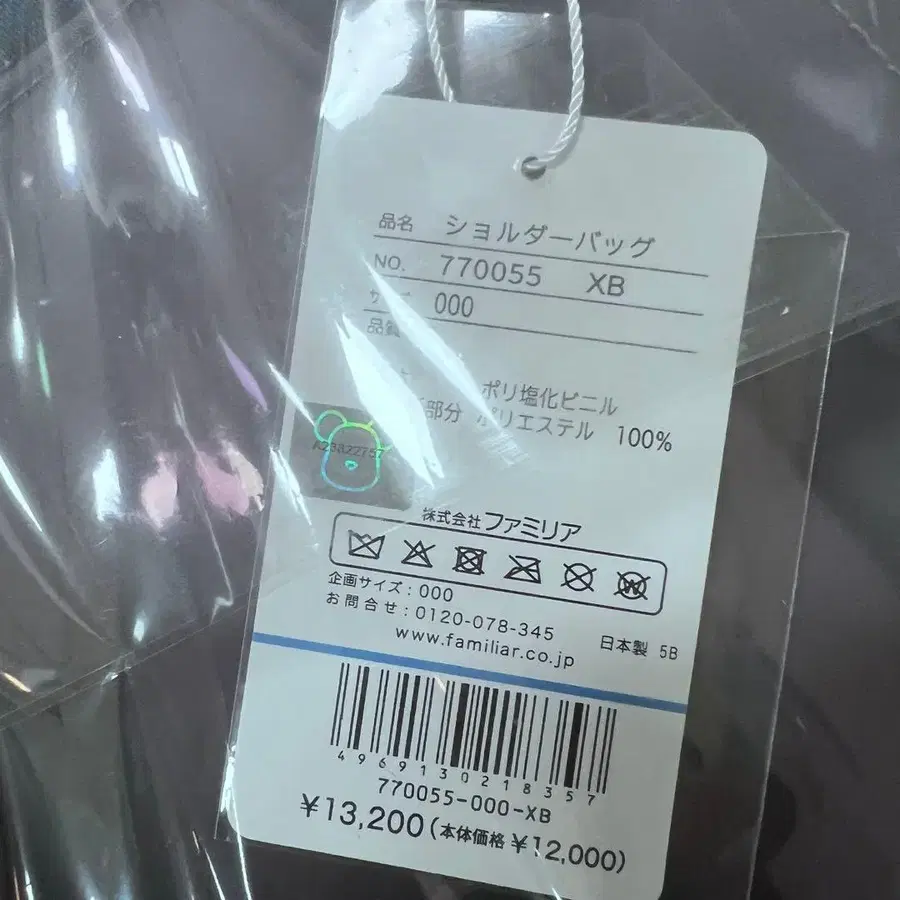 品名 ショルダーバッグ
NO. 770055 XB
000
品質
ポリ塩化ビニル
部分 ポリエステル 100%
A23822757
株式会社ファミリア
企画サイズ：000
お問合せ：0120-078-345
www.familiar.co.jp
日本製 5B
4969130218357
770055-000-XB
¥13,200(本体価格 ¥12,000)